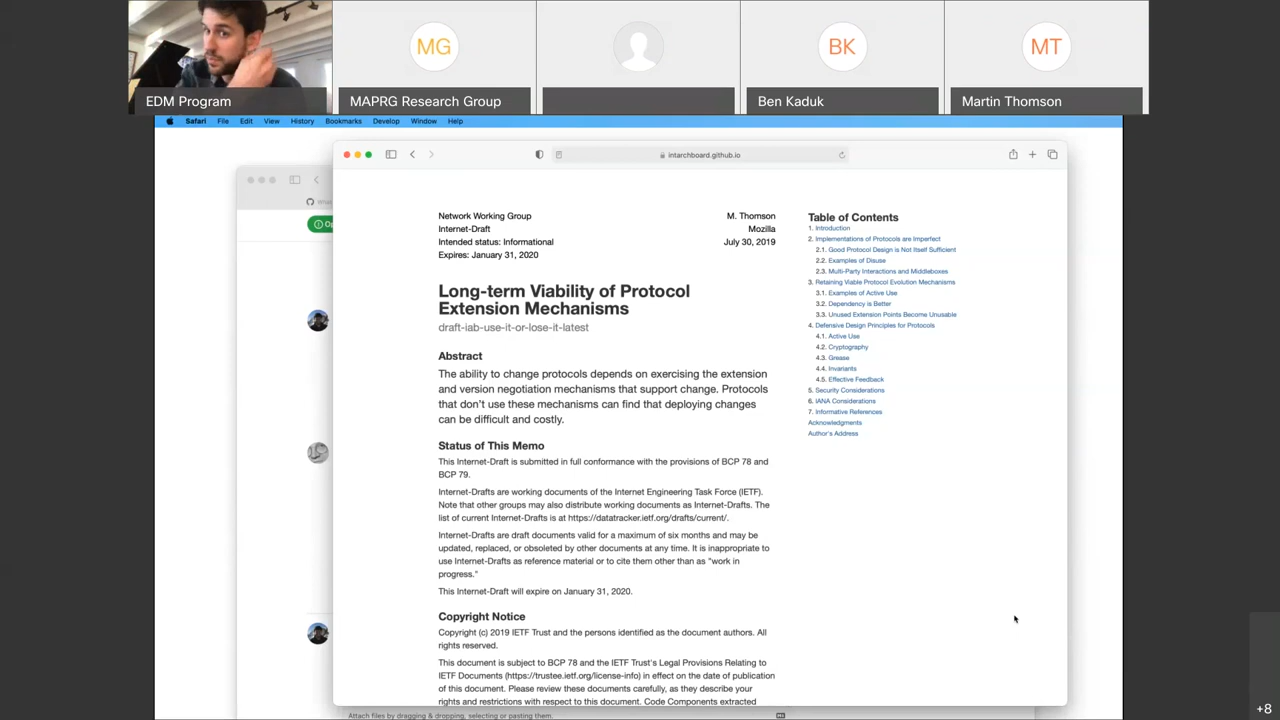 MG
BK
MT
EDM Program
MAPRG Research Group
Ben Kaduk
Martin Thomson
Safari File Edit View History Bookmarks Develop Window Help
intarchboard.github.io
Network Working Group
Internet-Draft
Intended status: Informational
Expires: January 31, 2020
M. Thomson
Mozilla
July 30, 2019
Long-term Viability of Protocol
Extension Mechanisms
draft-iab-use-it-or-lose-it-latest
Abstract
The ability to change protocols depends on exercising the extension
and version negotiation mechanisms that support change. Protocols
that don't use these mechanisms can find that deploying changes
can be difficult and costly.
Status of This Memo
This Internet-Draft is submitted in full conformance with the provisions of BCP 78 and
BCP 79.
Internet-Drafts are working documents of the Internet Engineering Task Force (IETF).
Note that other groups may also distribute working documents as Internet-Drafts. The
list of current Internet-Drafts is at https://datatracker.ietf.org/drafts/current/.
Internet-Drafts are draft documents valid for a maximum of six months and may be
updated, replaced, or obsoleted by other documents at any time. It is inappropriate to
use Internet-Drafts as reference material or to cite them other than as "work in
progress."
This Internet-Draft will expire on January 31, 2020.
Copyright Notice
Copyright (c) 2019 IETF Trust and the persons identified as the document authors. All
rights reserved.
This document is subject to BCP 78 and the IETF Trust's Legal Provisions Relating to
IETF Documents (https://trustee.ietf.org/license-info) in effect on the date of publication
of this document. Please review these documents carefully, as they describe your
rights and restrictions with respect to this document. Code Components extracted
Table of Contents
1. Introduction
2. Implementations of Protocols are Imperfect
2.1. Good Protocol Design is Not Itself Sufficient
2.2. Examples of Disuse
2.3. Multi-Party Interactions and Middleboxes
3. Retaining Viable Protocol Evolution Mechanisms
3.1. Examples of Active Use
3.2. Dependency is Better
3.3. Unused Extension Points Become Unusable
4. Defensive Design Principles for Protocols
4.1. Active Use
4.2. Cryptography
4.3. Grease
4.4. Invariants
4.5. Effective Feedback
5. Security Considerations
6. IANA Considerations
7. Informative References
Acknowledgments
Author's Address
Attach files by dragging & dropping, selecting or pasting them.
+8